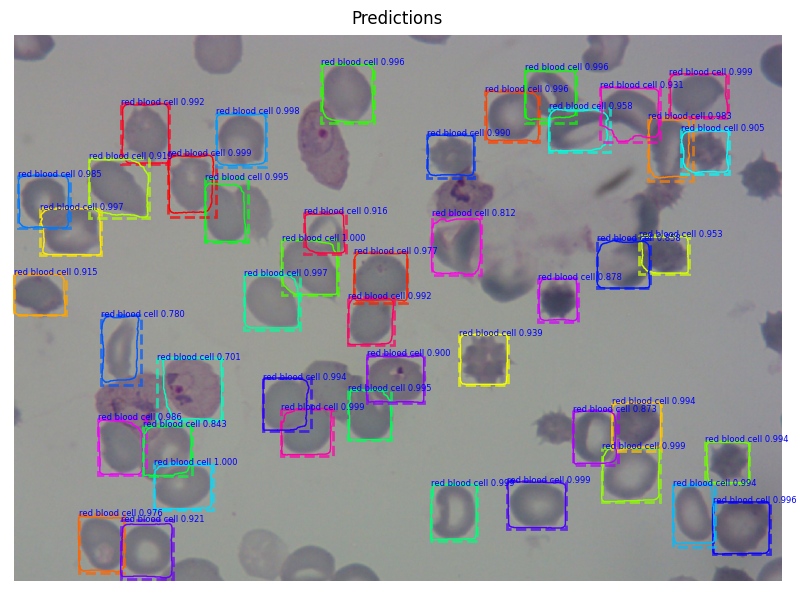 Predictions
red blood cell 0.996
red blood cell 0.996
red blood cell 0.999
red blood cell 0.996
red blood cell 0.931
red blood cell 0.992
red blood cell 0.998
red blood cell 0.958
red blood cell 0.983
red blood cell 0.905
red blood cell 0.990
red blood cell 0.999
red blood cell 0.985
red blood cell 0.995
red blood cell 0.997
red blood cell 0.916
red blood cell 0.812
red blood cell 1.000
red blood cell 0.953
red blood cell 0.977
red blood cell 0.915
red blood cell 0.997
red blood cell 0.878
red blood cell 0.992
red blood cell 0.780
red blood cell 0.939
red blood cell 0.701
red blood cell 0.900
red blood cell 0.994
red blood cell 0.995
red blood cell 0.994
red blood cell 0.999
red blood cell 0.873
red blood cell 0.986
red blood cell 0.843
red blood cell 0.994
red blood cell 0.999
red blood cell 1.000
red blood cell 0.999
red blood cell 0.994
red blood cell 0.996
red blood cell 0.976
red blood cell 0.921